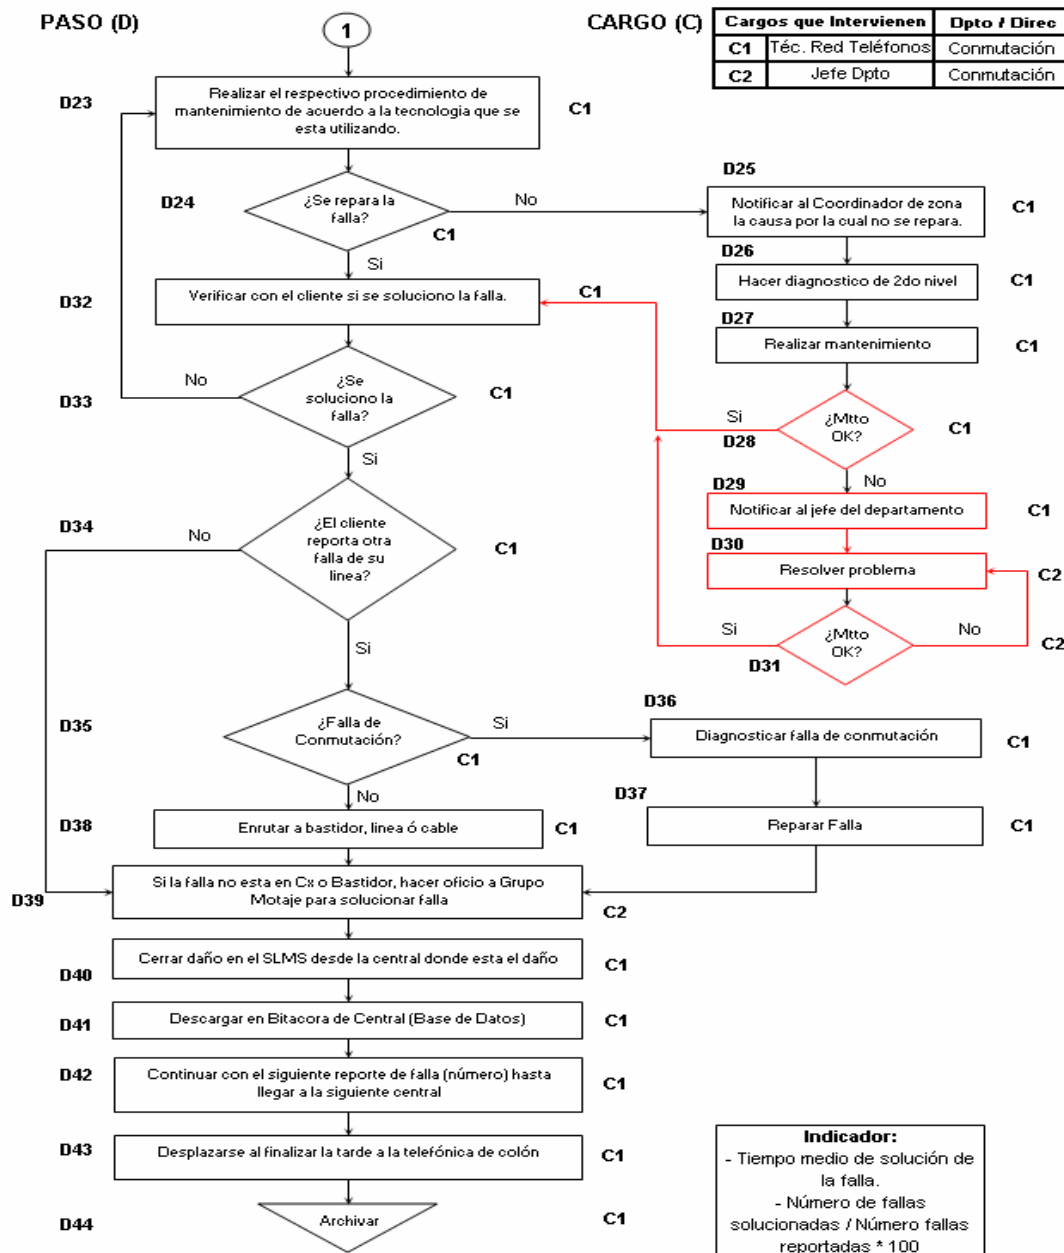 PASO (D)
1
CARGO (C)
Cargos que Intervienen
Dpto / Direc
C1
Téc. Red Teléfonos
Conmutación
C2
Jefe Dpto
Conmutación
D23
Realizar el respectivo procedimiento de
mantenimiento de acuerdo a la tecnologia que se
esta utilizando.
C1
D24
¿Se repara la
falla?
C1
No
Si
D25
Notificar al Coordinador de zona
la causa por la cual no se repara.
C1
D26
Hacer diagnostico de 2do nivel
C1
D27
Realizar mantenimiento
C1
¿Mtto
OK?
Si
D28
C1
No
D29
Notificar al jefe del departamento
C1
D30
Resolver problema
C2
¿Mtto
OK?
Si
No
D31
C2
D32
Verificar con el cliente si se soluciono la falla.
C1
D33
No
¿Se
soluciono la
falla?
C1
Si
D34
No
¿El cliente
reporta otra
falla de su
linea?
C1
Si
D35
¿Falla de
Conmutación?
Si
C1
No
D36
Diagnosticar falla de conmutación
C1
D37
Reparar Falla
C1
D38
Enrutar a bastidor, linea ó cable
C1
D39
Si la falla no esta en Cx o Bastidor, hacer oficio a Grupo
Motaje para solucionar falla
C2
D40
Cerrar daño en el SLMS desde la central donde esta el daño
C1
D41
Descargar en Bitacora de Central (Base de Datos)
C1
D42
Continuar con el siguiente reporte de falla (número) hasta
llegar a la siguiente central
C1
D43
Desplazarse al finalizar la tarde a la telefónica de colón
C1
D44
Archivar
C1
Indicador:
- Tiempo medio de solución de
la falla.
- Número de fallas
solucionadas / Número fallas
reportadas * 100